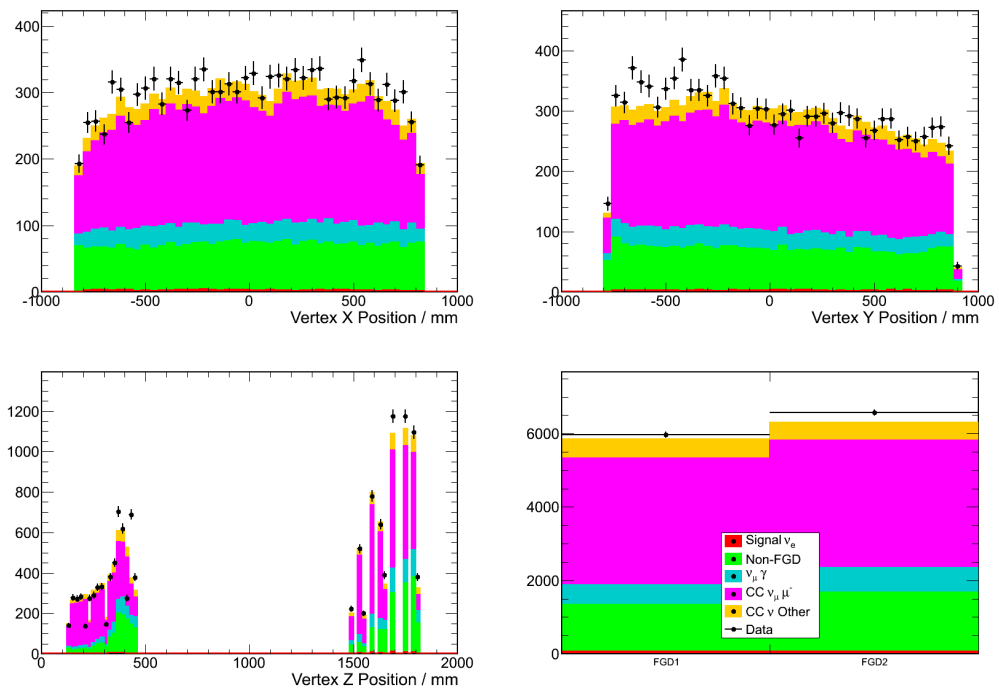 400
300
200
100
0
-1000 -500 0 500 1000
Vertex X Position / mm
400
300
200
100
0
-1000 -500 0 500 1000
Vertex Y Position / mm
1200
1000
800
600
400
200
0
0 500 1000 1500 2000
Vertex Z Position / mm
6000
4000
2000
0
Signal νe
Non-FGD
νμ γ
CC νμ μ-
CC ν Other
Data
FGD1 FGD2